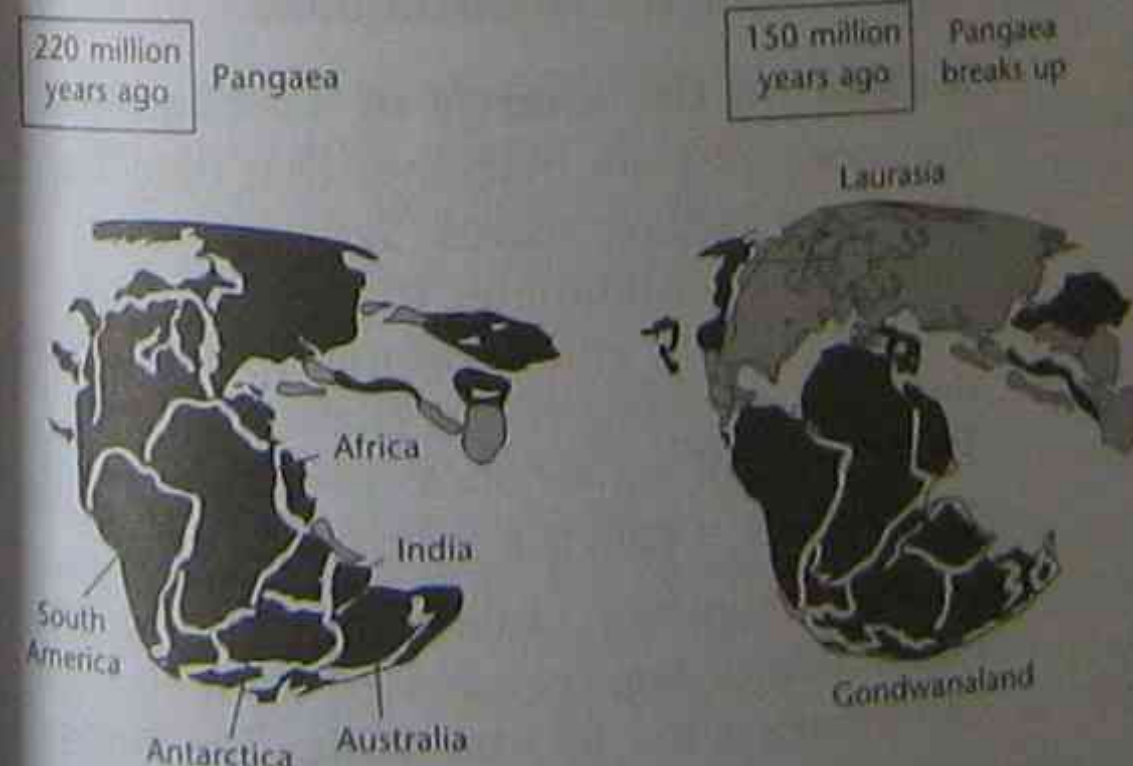 220 million
years ago
Pangaea
150 million
years ago
Pangaea
breaks up
Laurasia
Africa
India
South
America
Antarctica
Australia
Gondwanaland